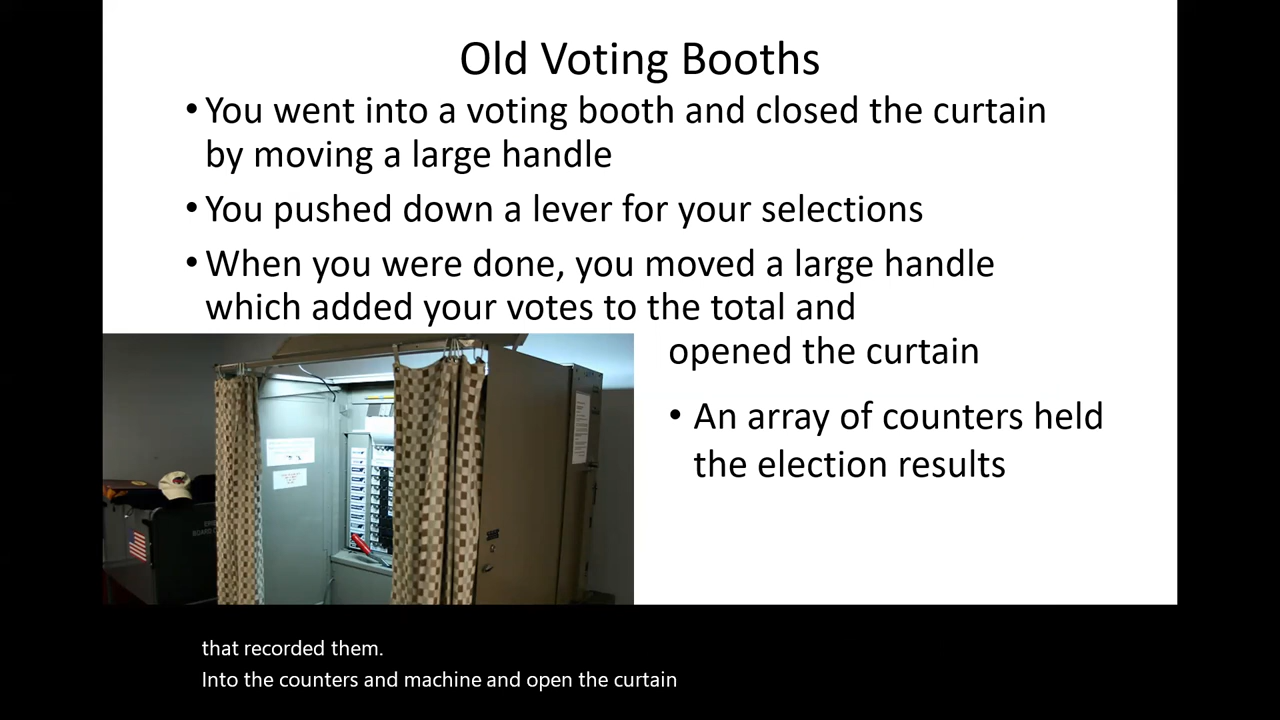 Old Voting Booths
• You went into a voting booth and closed the curtain
by moving a large handle
• You pushed down a lever for your selections
• When you were done, you moved a large handle
which added your votes to the total and
opened the curtain
• An array of counters held
the election results
that recorded them.
Into the counters and machine and open the curtain